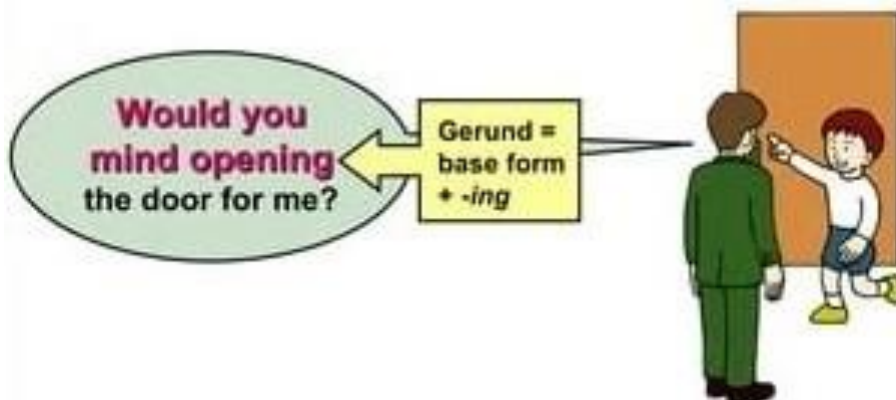 Would you
mind opening
the door for me?
Gerund =
base form
+ -ing